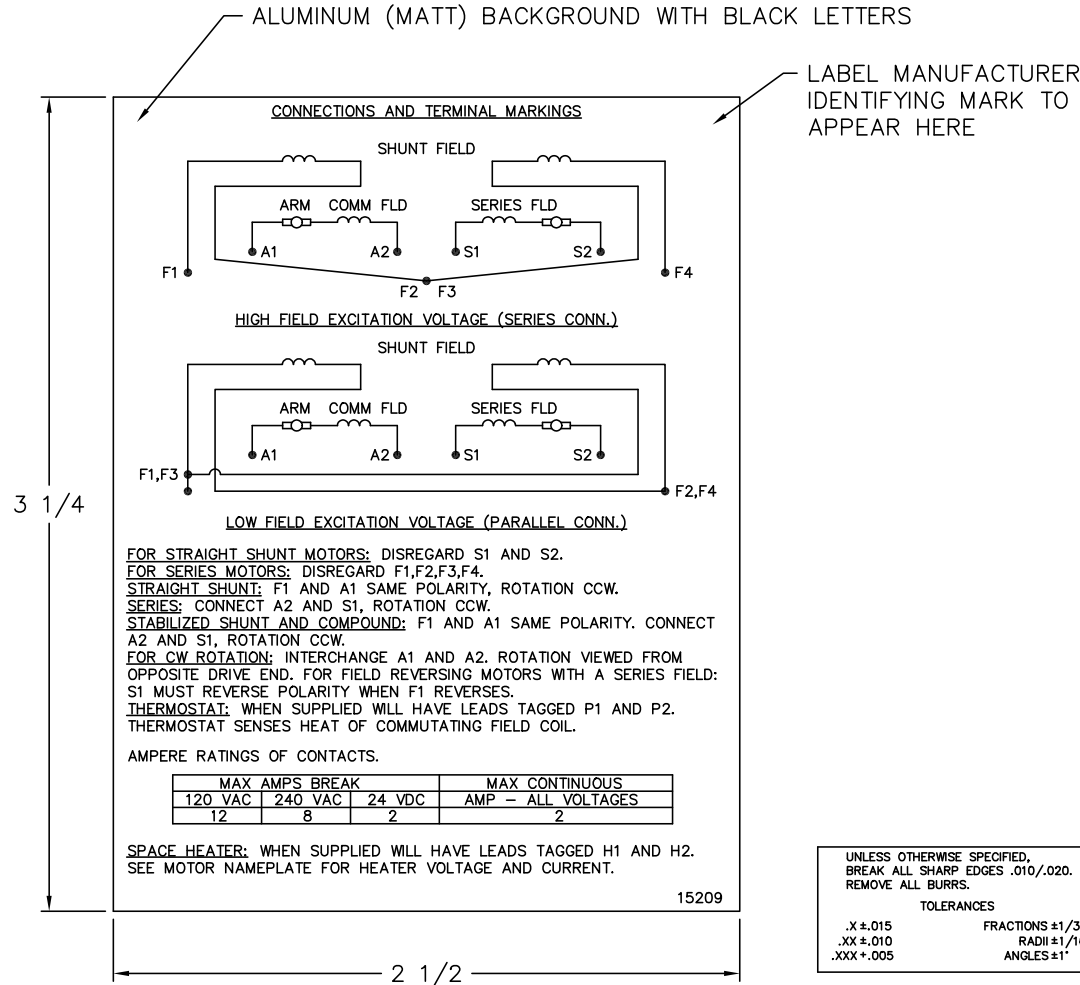 ALUMINUM (MATT) BACKGROUND WITH BLACK LETTERS
LABEL MANUFACTURER
IDENTIFYING MARK TO
APPEAR HERE
CONNECTIONS AND TERMINAL MARKINGS
SHUNT FIELD
ARM COMM FLD SERIES FLD
A1 A2 S1 S2
F1 F4
F2 F3
HIGH FIELD EXCITATION VOLTAGE (SERIES CONN.)
SHUNT FIELD
ARM COMM FLD SERIES FLD
A1 A2 S1 S2
F1,F3
F2,F4
LOW FIELD EXCITATION VOLTAGE (PARALLEL CONN.)
3 1/4
FOR STRAIGHT SHUNT MOTORS: DISREGARD S1 AND S2.
FOR SERIES MOTORS: DISREGARD F1,F2,F3,F4.
STRAIGHT SHUNT: F1 AND A1 SAME POLARITY, ROTATION CCW.
SERIES: CONNECT A2 AND S1, ROTATION CCW.
STABILIZED SHUNT AND COMPOUND: F1 AND A1 SAME POLARITY. CONNECT
A2 AND S1, ROTATION CCW.
FOR CW ROTATION: INTERCHANGE A1 AND A2. ROTATION VIEWED FROM
OPPOSITE DRIVE END. FOR FIELD REVERSING MOTORS WITH A SERIES FIELD:
S1 MUST REVERSE POLARITY WHEN F1 REVERSES.
THERMOSTAT: WHEN SUPPLIED WILL HAVE LEADS TAGGED P1 AND P2.
THERMOSTAT SENSES HEAT OF COMMUTATING FIELD COIL.
AMPERE RATINGS OF CONTACTS.
MAX AMPS BREAK MAX CONTINUOUS
120 VAC 240 VAC 24 VDC AMP – ALL VOLTAGES
12 8 2 2
SPACE HEATER: WHEN SUPPLIED WILL HAVE LEADS TAGGED H1 AND H2.
SEE MOTOR NAMEPLATE FOR HEATER VOLTAGE AND CURRENT.
15209
2 1/2
UNLESS OTHERWISE SPECIFIED,
BREAK ALL SHARP EDGES .010/.020.
REMOVE ALL BURRS.
TOLERANCES
.X ±.015 FRACTIONS
.XX ±.010 RADII
.XXX +.005 ANGLES ±1°